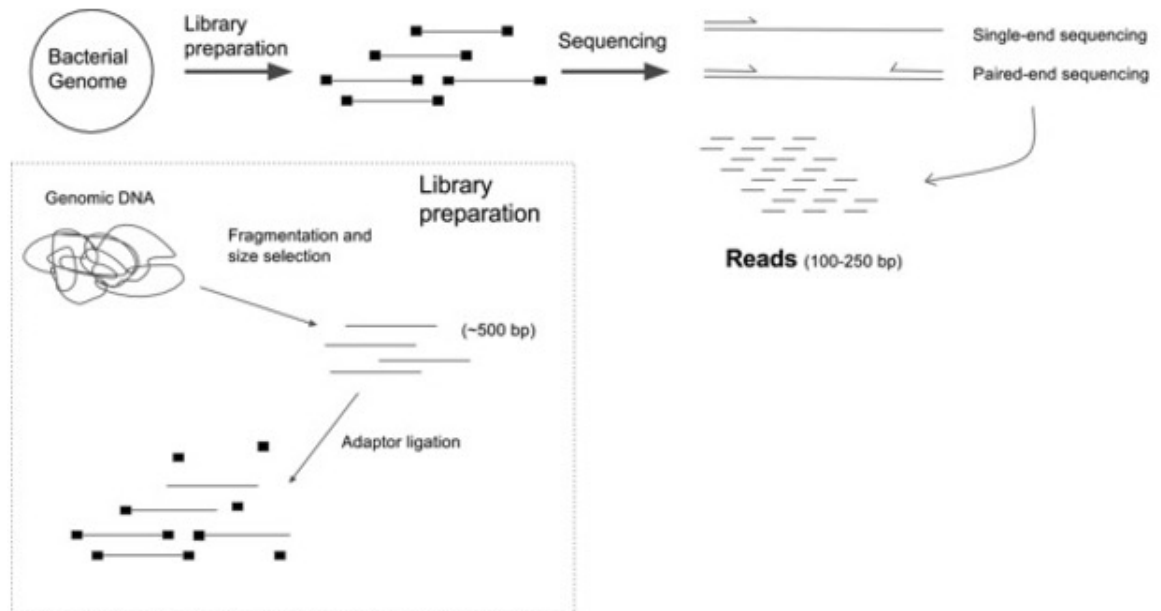 Bacterial
Genome
Library
preparation
Sequencing
Single-end sequencing
Paired-end sequencing
Reads (100-250 bp)
Library
preparation
Genomic DNA
Fragmentation and
size selection
(~500 bp)
Adaptor ligation